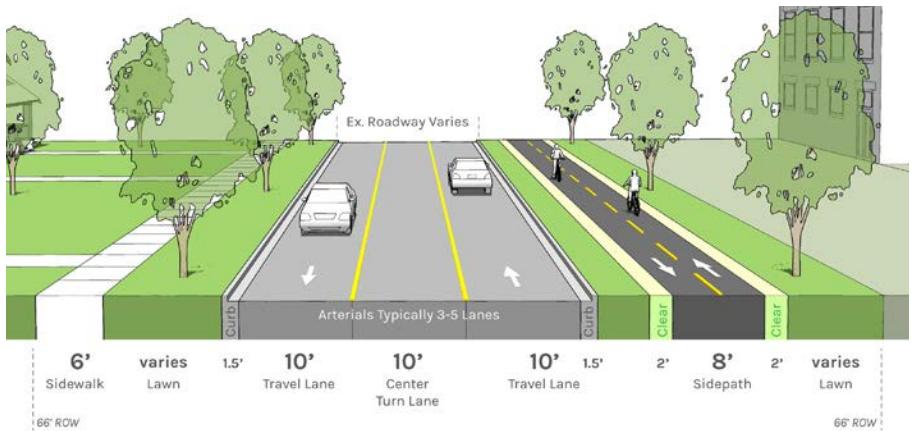 Ex. Roadway Varies
Arterials Typically 3-5 Lanes
Curb
Curb
Clear
Clear
6’ varies 1.5’ 10’ 10’ 10’ 1.5’ 2’ 8’ 2’ varies
Sidewalk Lawn Travel Lane Center Travel Lane Sidepath Lawn
Turn Lane
66’ ROW 66’ ROW